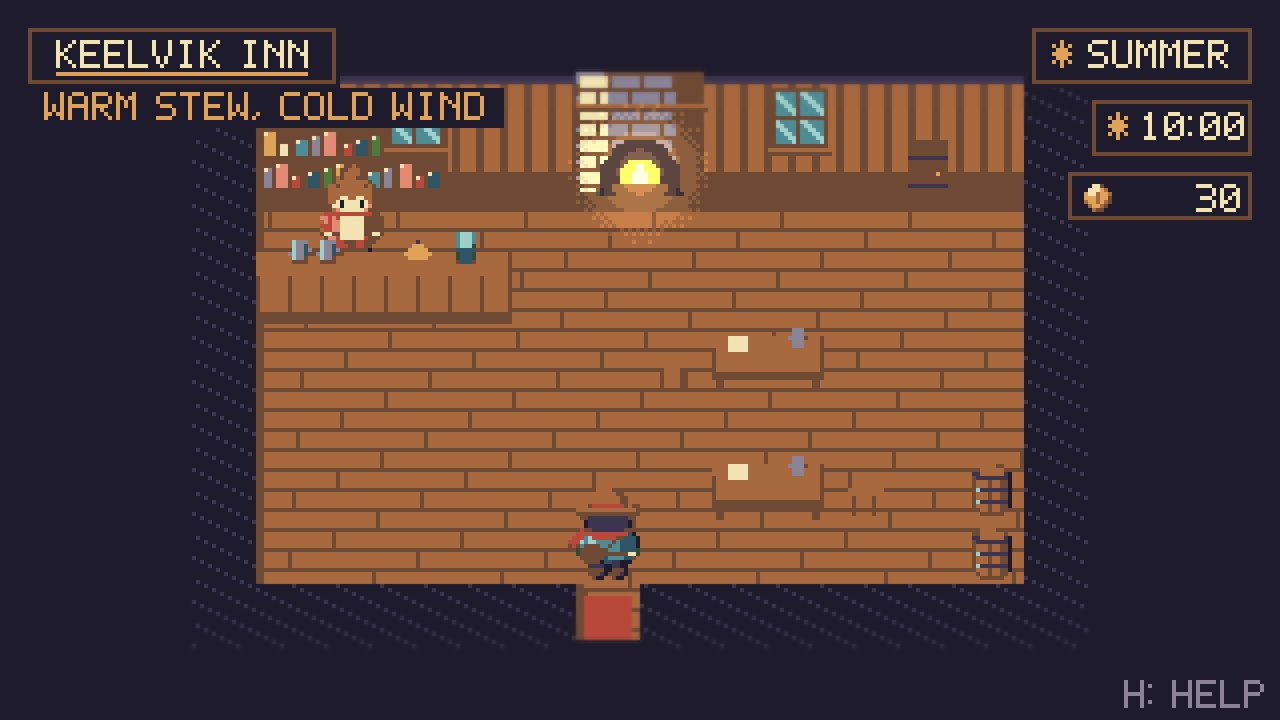 KEELVIK INN
WARM STEW, COLD WIND
SUMMER
10:00
30
H: HELP